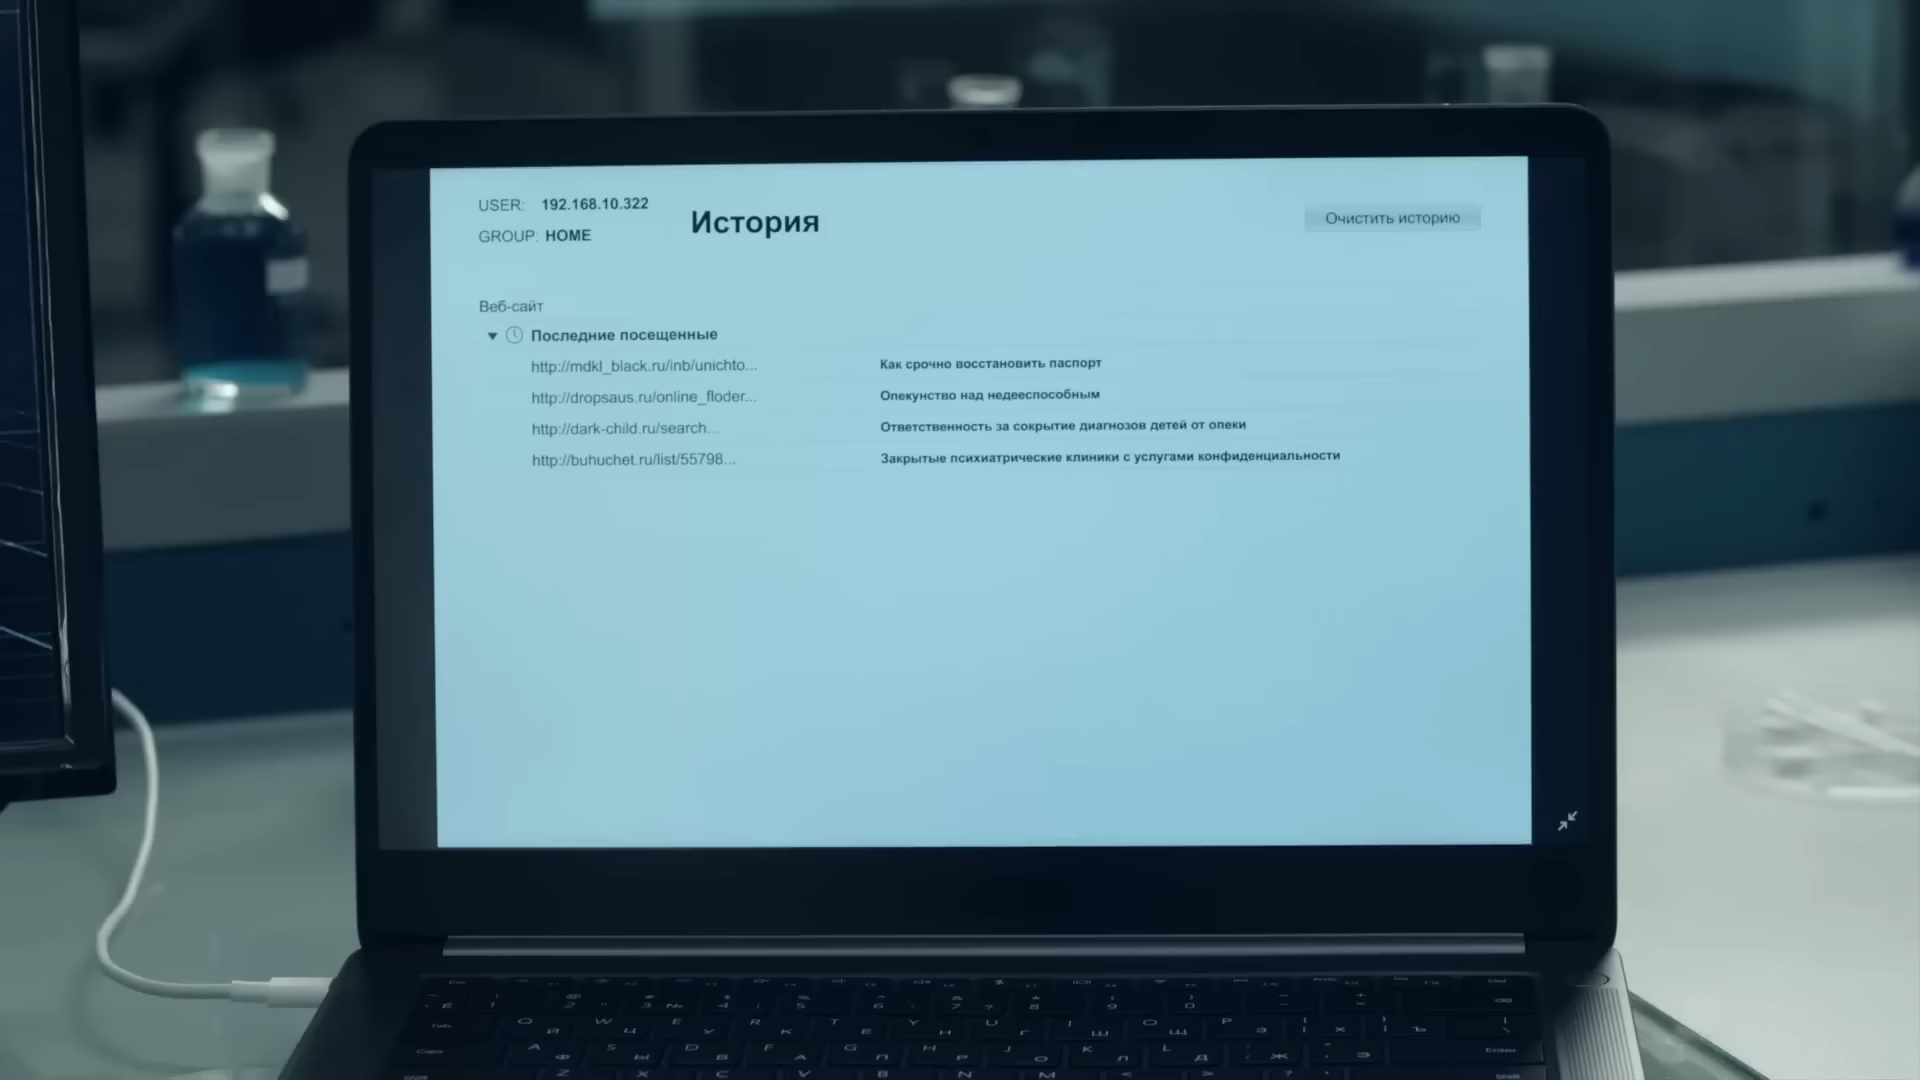 USER: 192.168.10.322
GROUP: HOME
История
Очистить историю
Веб-сайт
Последние посещенные
http://mdkl_black.ru/inb/unichto... Как срочно восстановить паспорт
http://dropsaus.ru/online_floder... Опекунство над недееспособным
http://dark-child.ru/search... Ответственность за сокрытие диагнозов детей от опеки
http://buhuchet.ru/list/55798... Закрытые психиатрические клиники с услугами конфиденциальности